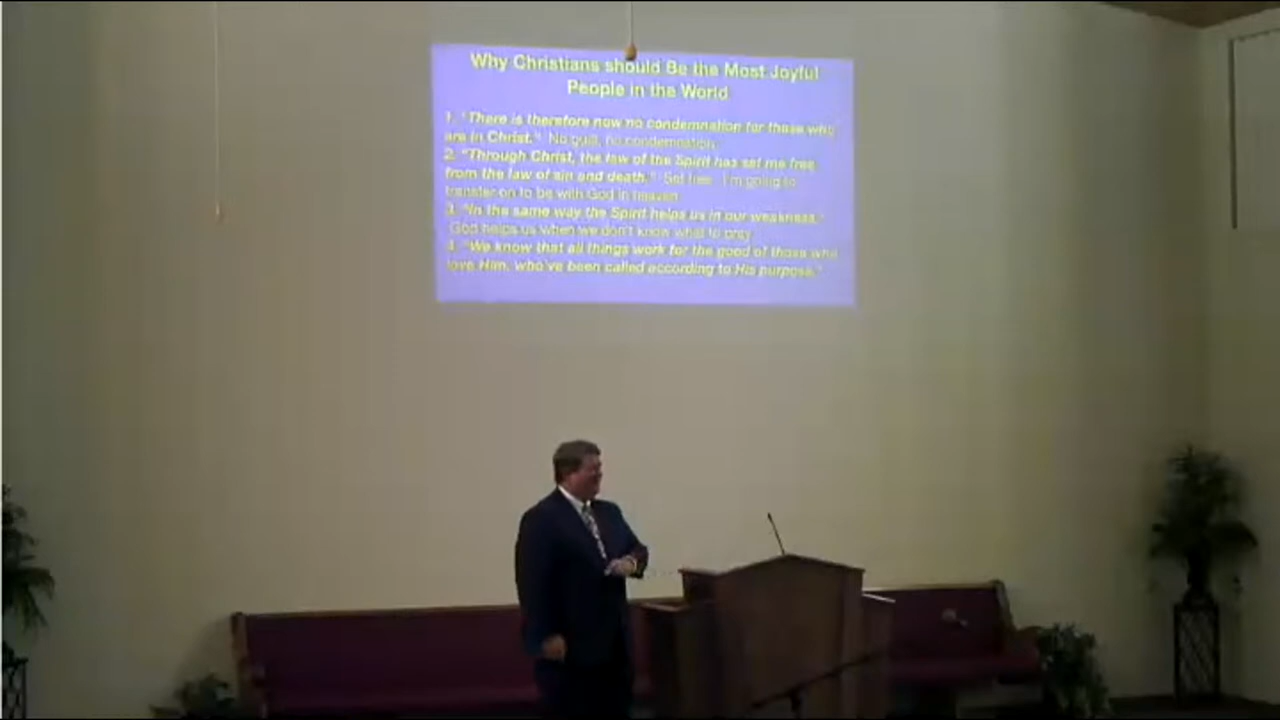 Why Christians should Be the Most Joyful
People in the World
1. "There is therefore now no condemnation for those who
are in Christ." No guilt, no condemnation.
2. "Through Christ, the law of the Spirit has set me free
from the law of sin and death." Set free. I'm going to
transfer on to be with God in heaven.
3. "In the same way the Spirit helps us in our weakness."
God helps us when we don't know what to pray.
4. "We know that all things work for the good of those who
love Him, who've been called according to His purpose."